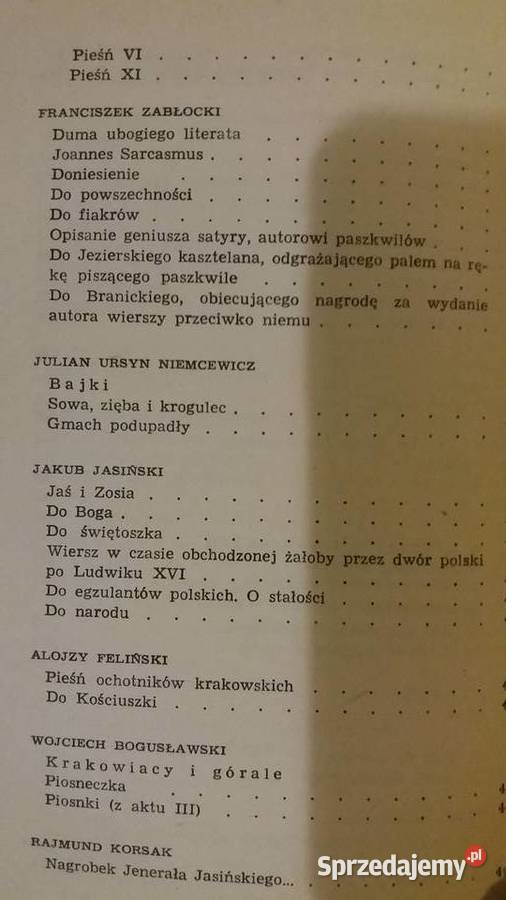 Pieśń VI . . . . . . . . . .
Pieśń XI . . . . . . . . . .
FRANCISZEK ZABŁOCKI
Duma ubogiego literata . . . . . . .
Joannes Sarcasmus . . . . . . . . .
Doniesienie . . . . . . . . .
Do powszechności . . . . . . . . .
Do fiakrów . . . . . . . . . .
Opisanie geniusza satyry, autorowi paszkwilów . . .
Do Jezierskiego kasztelana, odgrażającego palem na rę-
kę piszącego paszkwile . . . . . . .
Do Branickiego, obiecującego nagrodę za wydanie
autora wierszy przeciwko niemu . . . . . .
JULIAN URSYN NIEMCEWICZ
Bajki
Sowa, zięba i krogulec . . . . . . . .
Gmach podupadły . . . . . . . . .
JAKUB JASIŃSKI
Jaś i Zosia . . . . . . . . . .
Do Boga . . . . . . . . . . .
Do świętoszka . . . . . . . . . .
Wiersz w czasie obchodzonej żałoby przez dwór polski
po Ludwiku XVI . . . . . . . . .
Do egzulantów polskich. O stałości . . . . .
Do narodu . . . . . . . . . . .
ALOJZY FELIŃSKI
Pieśń ochotników krakowskich . . . . . .
Do Kościuszki . . . . . . . . . .
WOJCIECH BOGUSŁAWSKI
Krakowiacy i górale
Piosneczka . . . . . . . . . .
Piosnki (z aktu III) . . . . . . . .
RAJMUND KORSAK
Nagrobek Jenerała Jasińskiego... . . . . . .
Sprzedajemy.pl